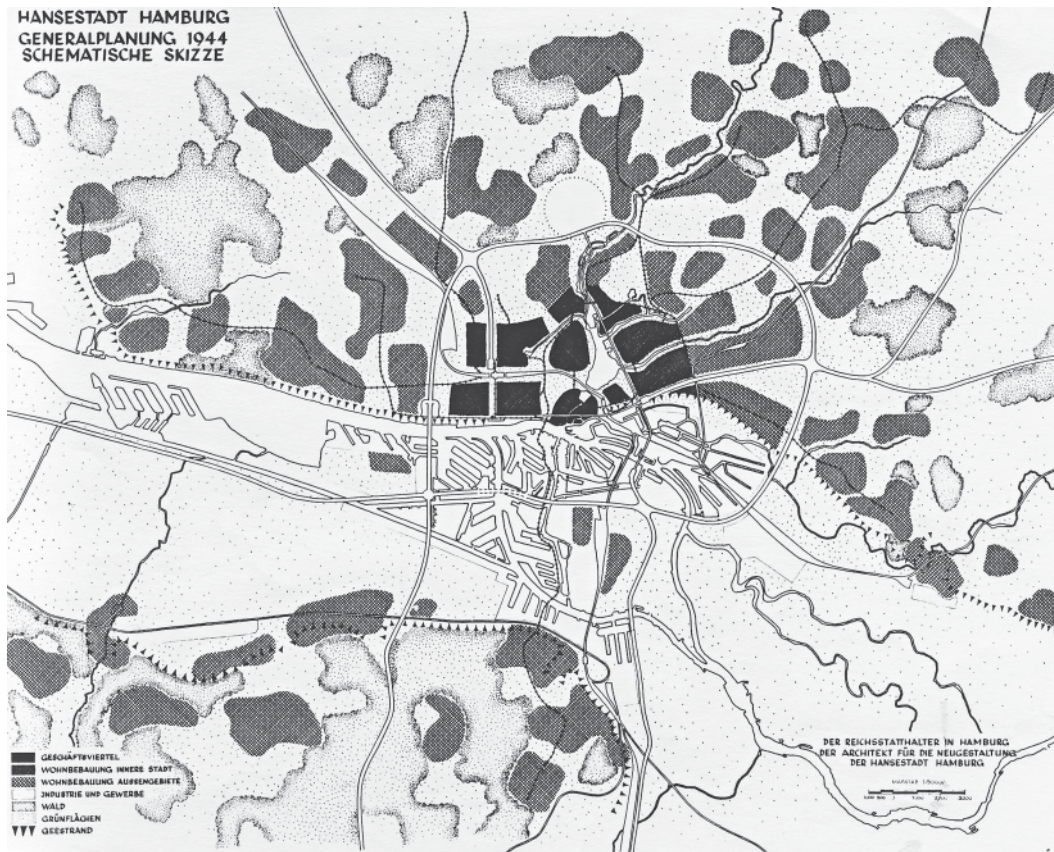 HANSESTADT HAMBURG
GENERALPLANUNG 1944
SCHEMATISCHE SKIZZE
GESCHÄFTSVIERTEL
WOHNBEBAUUNG INNERE STADT
WOHNBEBAUUNG AUSSENGEBIETE
INDUSTRIE UND GEWERBE
WALD
GRÜNFLÄCHEN
GEESTRAND
DER REICHSSTATTHALTER IN HAMBURG
DER ARCHITEKT FÜR DIE NEUGESTALTUNG
DER HANSESTADT HAMBURG